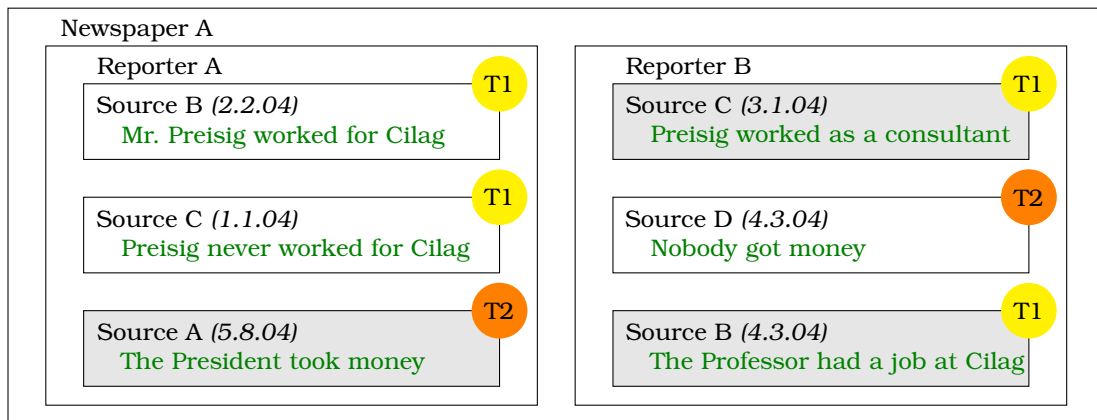 Newspaper A
Reporter A
T1
Source B (2.2.04)
Mr. Preisig worked for Cilag
T1
Source C (1.1.04)
Preisig never worked for Cilag
T2
Source A (5.8.04)
The President took money
Reporter B
T1
Source C (3.1.04)
Preisig worked as a consultant
T2
Source D (4.3.04)
Nobody got money
T1
Source B (4.3.04)
The Professor had a job at Cilag